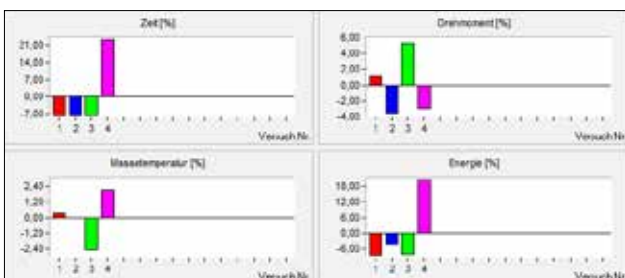 Zeit [%]
21,00
14,00
7,00
0,00
-7,00
1 2 3 4
Versuch Nr.
Drehmoment [%]
6,00
4,00
2,00
0,00
-2,00
-4,00
1 2 3 4
Versuch Nr.
Massetemperatur [%]
2,40
1,20
0,00
-1,20
-2,40
1 2 3 4
Versuch Nr.
Energie [%]
18,00
12,00
6,00
0,00
-6,00
1 2 3 4
Versuch Nr.